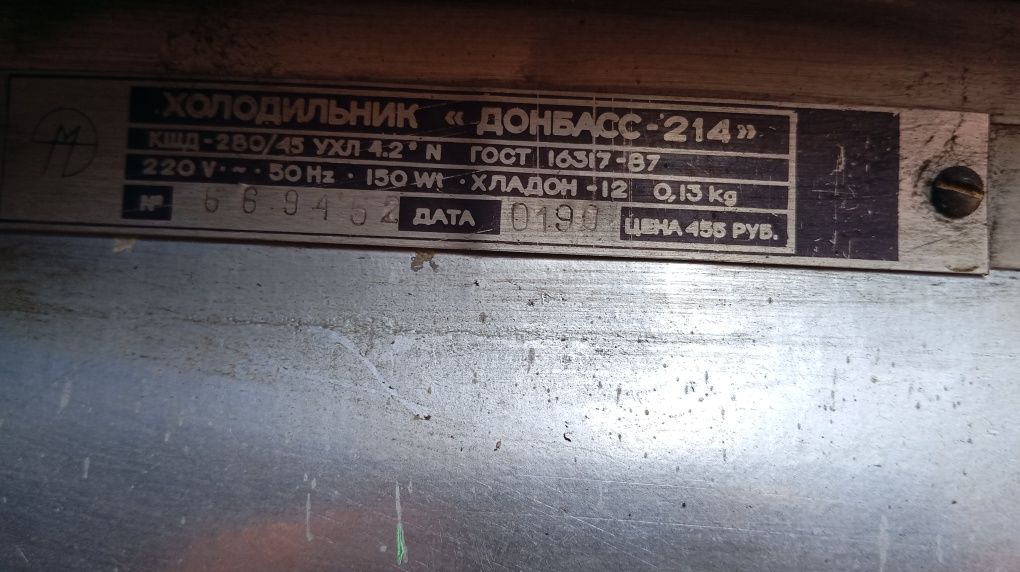 ХОЛОДИЛЬНИК «ДОНБАСС-214»
КШД-280/45 УХЛ 4.2* N ГОСТ 16317-87
220 V · ~ · 50 Hz · 150 Wt · ХЛАДОН-12 0,13 kg
№ 669452 ДАТА 0190 ЦЕНА 455 РУБ.